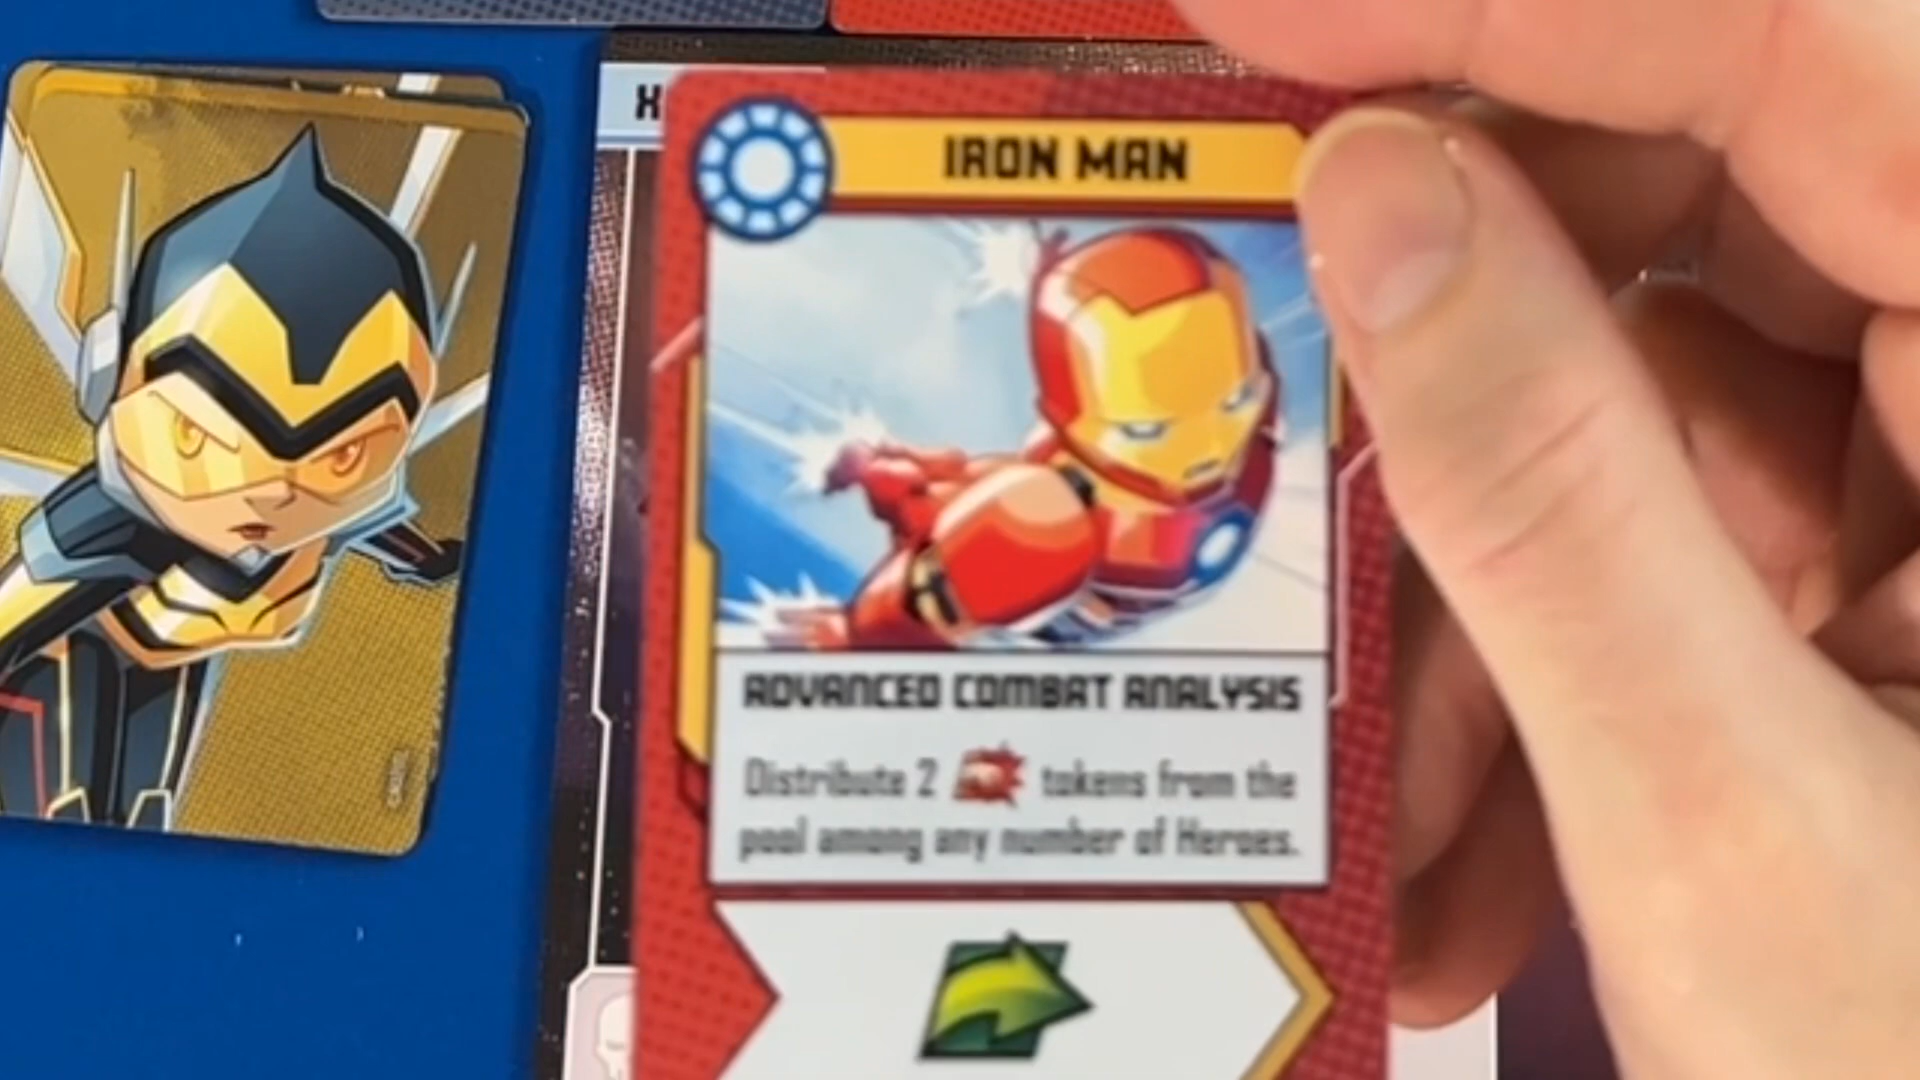 IRON MAN
ADVANCED COMBAT ANALYSIS
Distribute 2 tokens from the
pool among any number of Heroes.